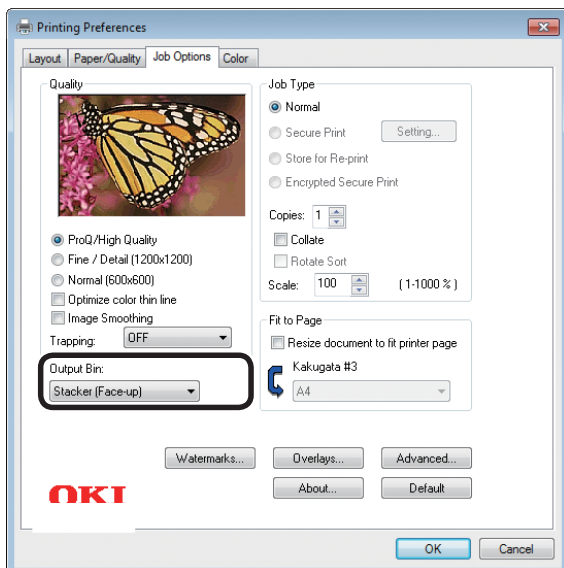 Printing Preferences
Layout Paper/Quality Job Options Color
Quality
ProQ/High Quality
Fine / Detail (1200x1200)
Normal (600x600)
Optimize color thin line
Image Smoothing
Trapping: OFF
Output Bin:
Stacker (Face-up)
Job Type
Normal
Secure Print Setting...
Store for Re-print
Encrypted Secure Print
Copies: 1
Collate
Rotate Sort
Scale: 100 (1-1000 %)
Fit to Page
Resize document to fit printer page
Kakugata #3
A4
Watermarks... Overlays... Advanced...
About... Default
OKI
OK Cancel